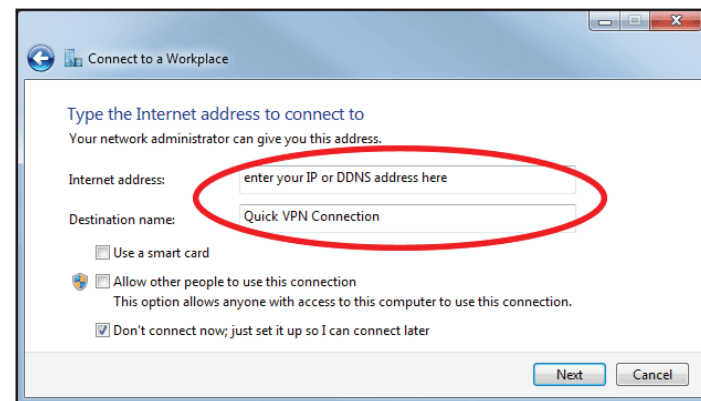 Connect to a Workplace
Type the Internet address to connect to
Your network administrator can give you this address.
Internet address: enter your IP or DDNS address here
Destination name: Quick VPN Connection
Use a smart card
Allow other people to use this connection
This option allows anyone with access to this computer to use this connection.
Don't connect now; just set it up so I can connect later
Next Cancel